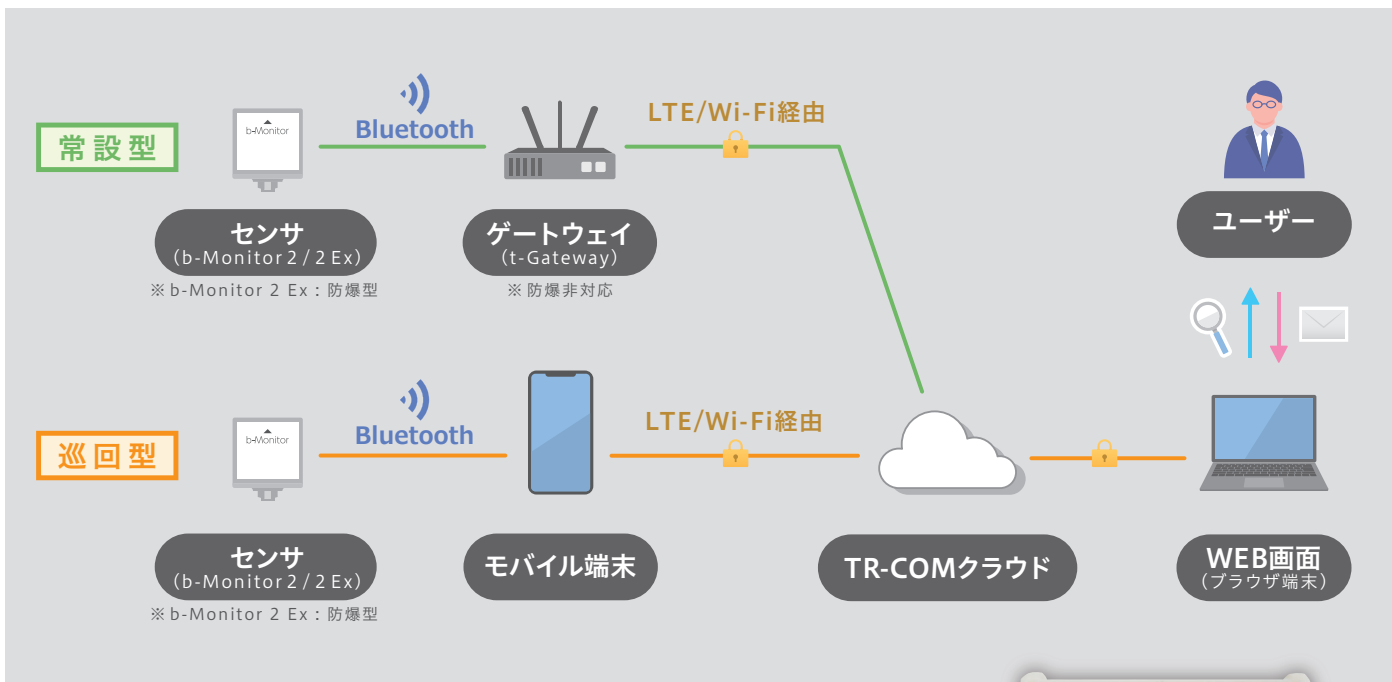 常設型
b-Monitor
Bluetooth
LTE/Wi-Fi経由
センサ
(b-Monitor 2 / 2 Ex)
※ b-Monitor 2 Ex：防爆型
ゲートウェイ
(t-Gateway)
※ 防爆非対応
ユーザー
巡回型
b-Monitor
Bluetooth
LTE/Wi-Fi経由
センサ
(b-Monitor 2 / 2 Ex)
※ b-Monitor 2 Ex：防爆型
モバイル端末
TR-COMクラウド
WEB画面
(ブラウザ端末)